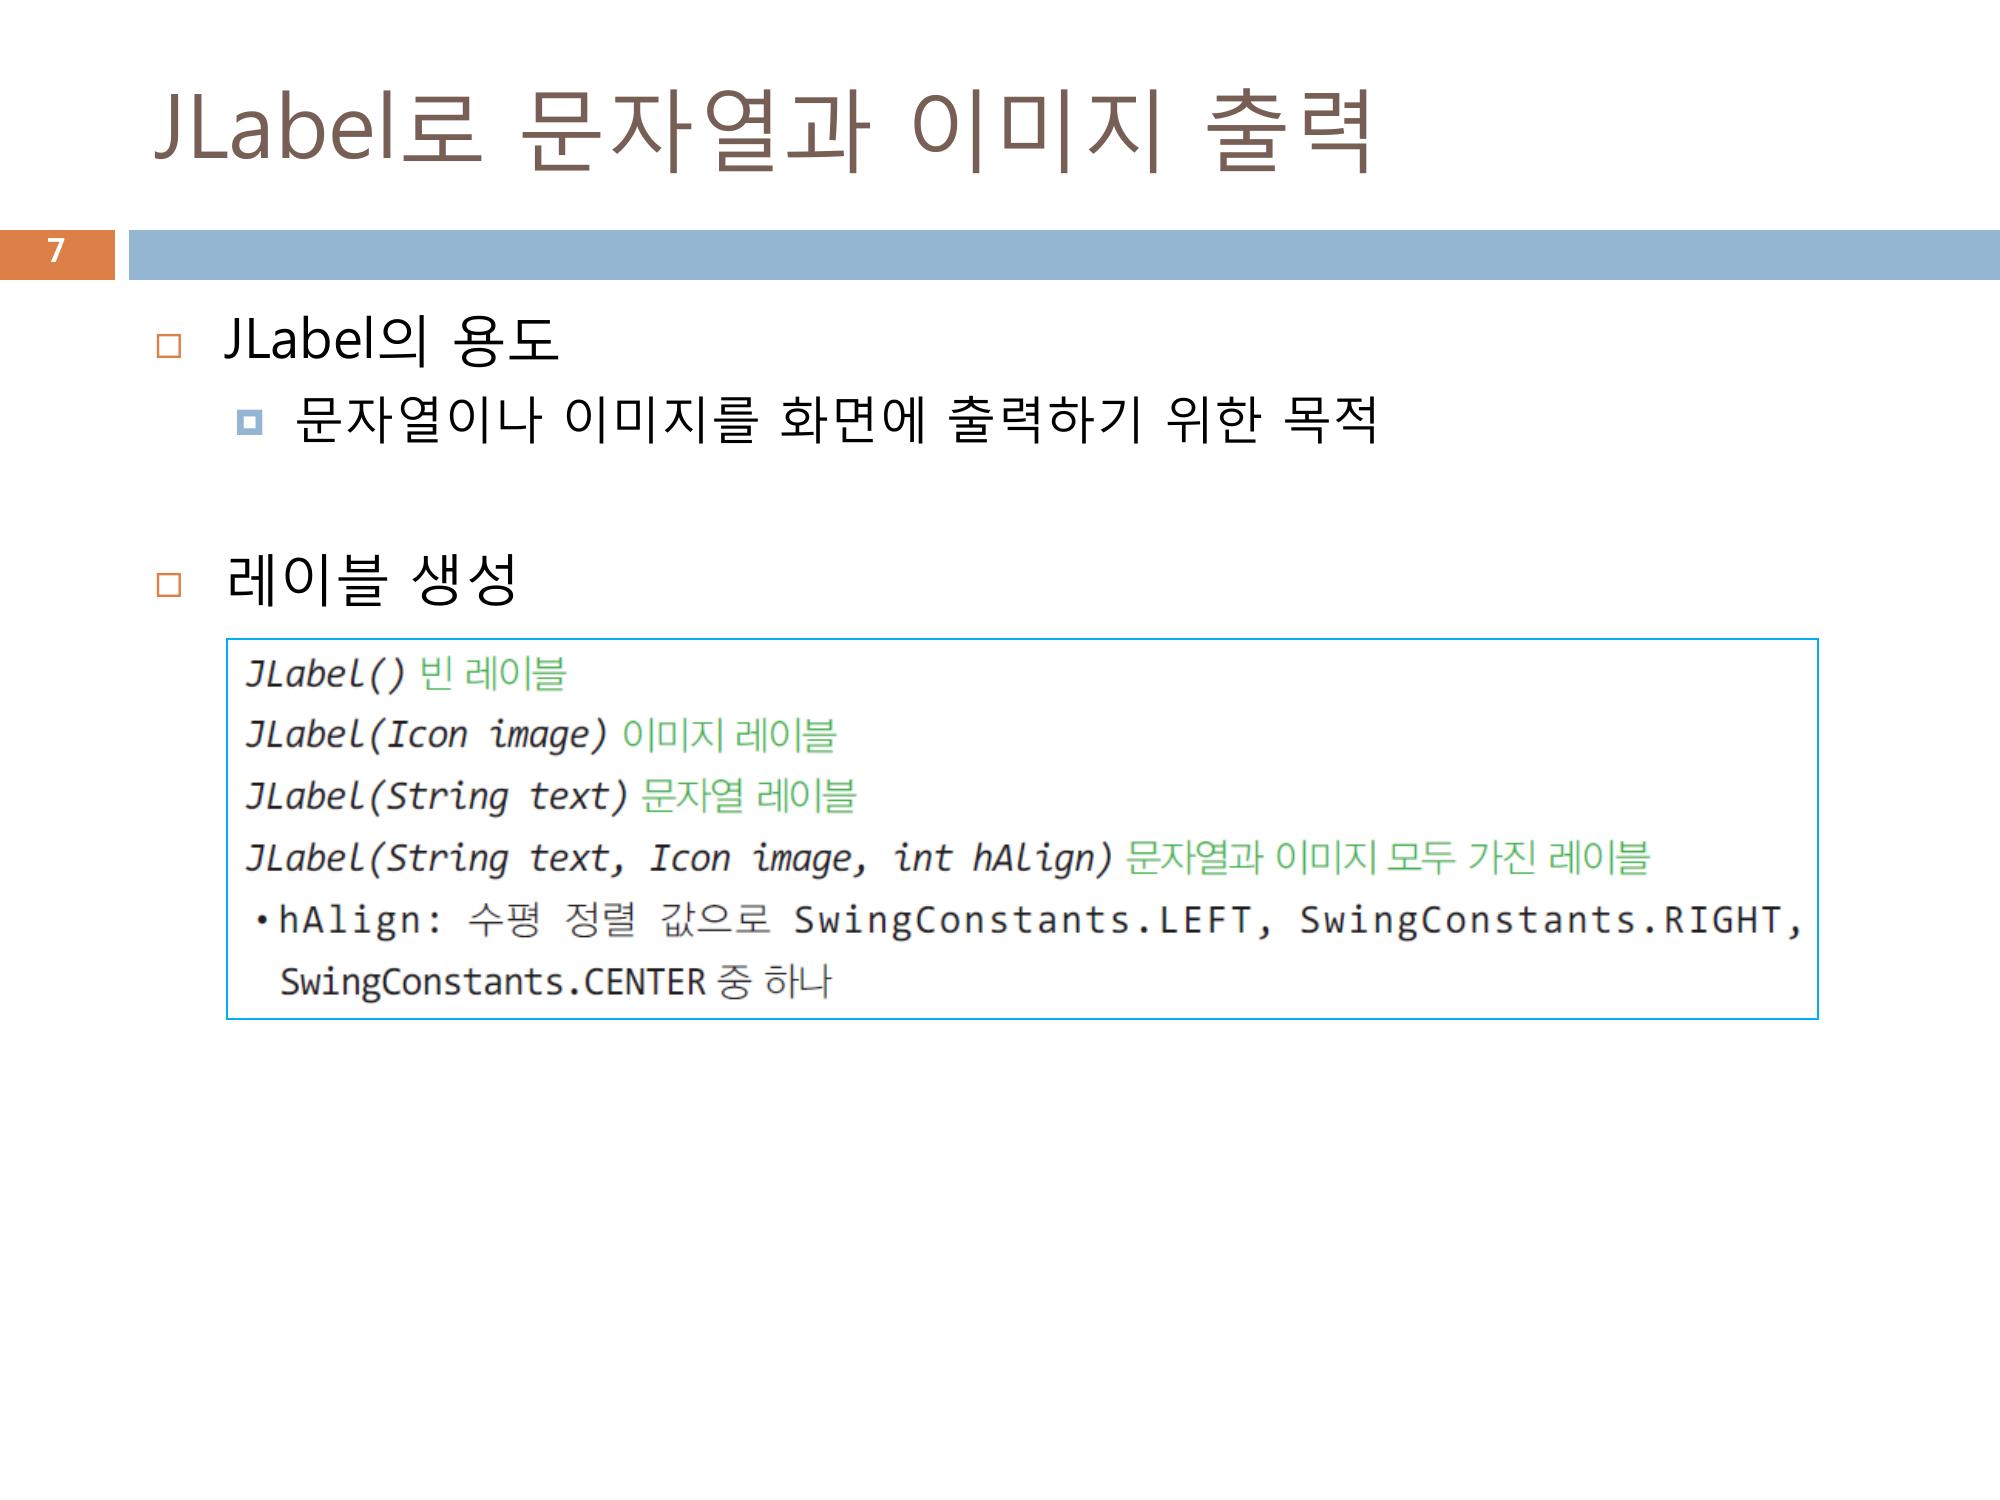 JLabel로 문자열과 이미지 출력
7
JLabel의 용도
문자열이나 이미지를 화면에 출력하기 위한 목적
레이블 생성
JLabel() 빈 레이블
JLabel(Icon image) 이미지 레이블
JLabel(String text) 문자열 레이블
JLabel(String text, Icon image, int hAlign) 문자열과 이미지 모두 가진 레이블
•hAlign: 수평 정렬 값으로 SwingConstants.LEFT, SwingConstants.RIGHT,
SwingConstants.CENTER 중 하나